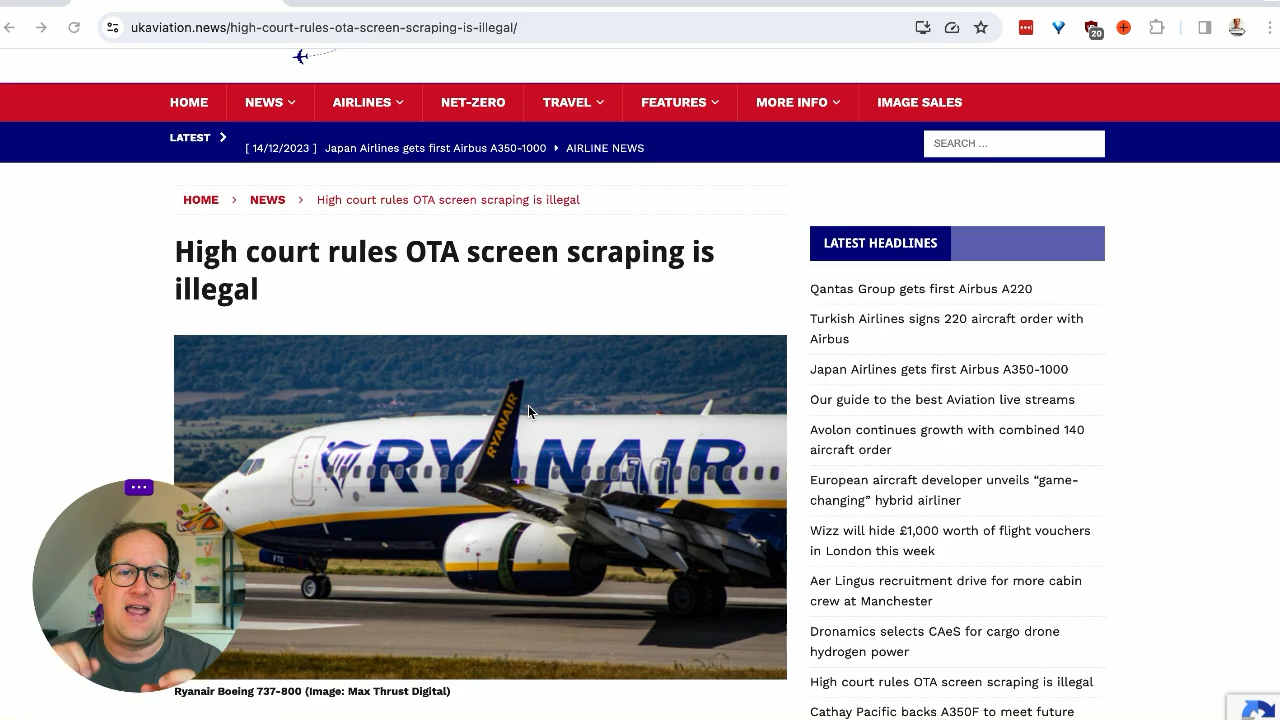 ukaviation.news/high-court-rules-ota-screen-scraping-is-illegal/
20
HOME
NEWS
AIRLINES
NET-ZERO
TRAVEL
FEATURES
MORE INFO
IMAGE SALES
LATEST
[ 14/12/2023 ] Japan Airlines gets first Airbus A350-1000
AIRLINE NEWS
SEARCH ...
HOME > NEWS > High court rules OTA screen scraping is illegal
High court rules OTA screen scraping is
illegal
RYANAIR
RYANAIR
FTE
Ryanair Boeing 737-800 (Image: Max Thrust Digital)
LATEST HEADLINES
Qantas Group gets first Airbus A220
Turkish Airlines signs 220 aircraft order with
Airbus
Japan Airlines gets first Airbus A350-1000
Our guide to the best Aviation live streams
Avolon continues growth with combined 140
aircraft order
European aircraft developer unveils “game-
changing” hybrid airliner
Wizz will hide £1,000 worth of flight vouchers
in London this week
Aer Lingus recruitment drive for more cabin
crew at Manchester
Dronamics selects CAeS for cargo drone
hydrogen power
High court rules OTA screen scraping is illegal
Cathay Pacific backs A350F to meet future